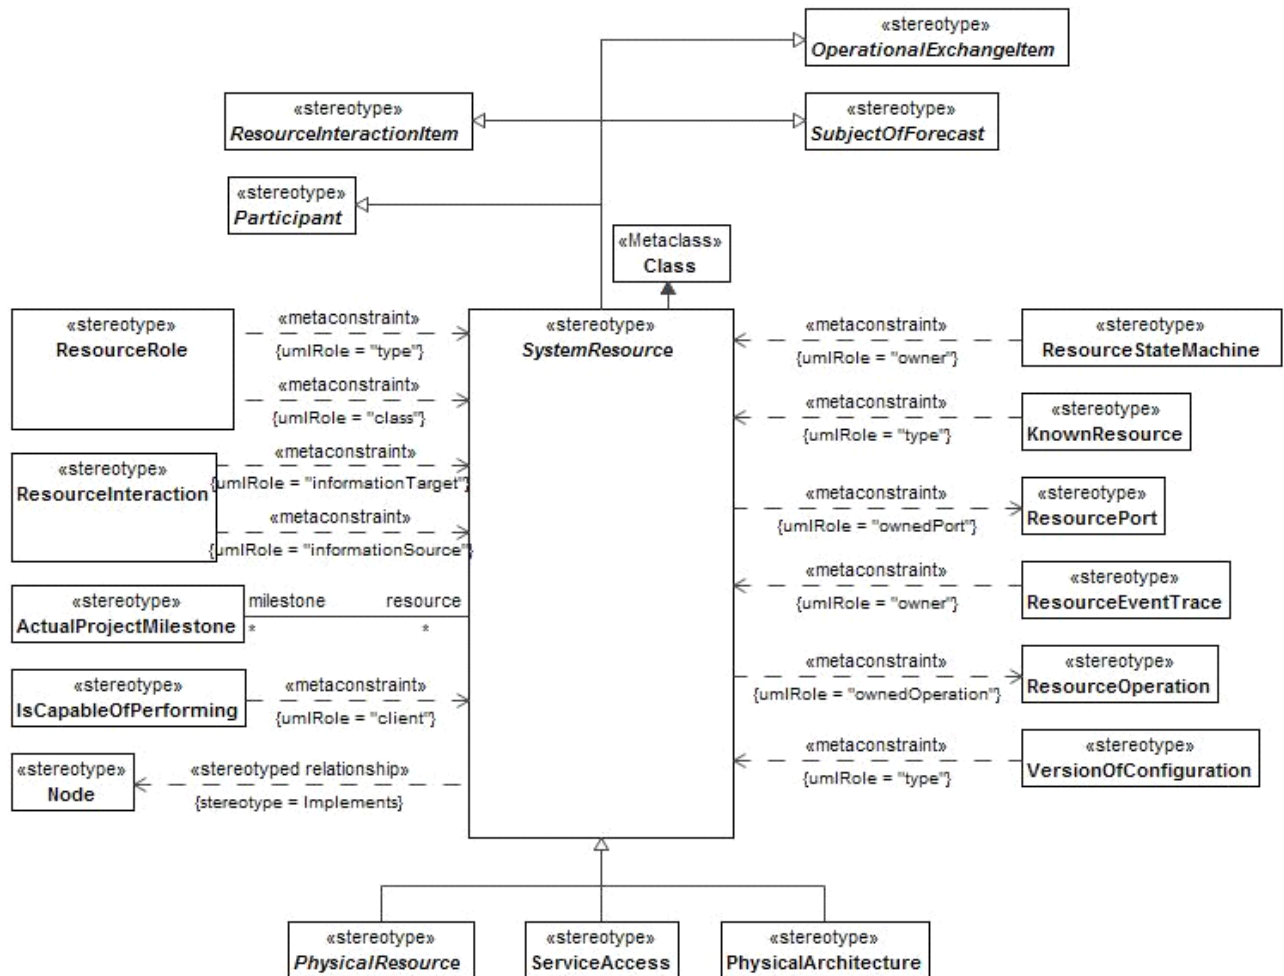 «stereotype»
OperationalExchangeItem
«stereotype»
ResourceInteractionItem
«stereotype»
SubjectOfForecast
«stereotype»
Participant
«Metaclass»
Class
«stereotype»
ResourceRole
«metaconstraint»
{umlRole = "type"}
«metaconstraint»
{umlRole = "class"}
«stereotype»
SystemResource
«metaconstraint»
{umlRole = "owner"}
«stereotype»
ResourceStateMachine
«metaconstraint»
{umlRole = "type"}
«stereotype»
KnownResource
«stereotype»
ResourceInteraction
«metaconstraint»
{umlRole = "informationTarget"}
«metaconstraint»
{umlRole = "informationSource"}
«metaconstraint»
{umlRole = "ownedPort"}
«stereotype»
ResourcePort
«stereotype»
ActualProjectMilestone
milestone resource
* *
«metaconstraint»
{umlRole = "owner"}
«stereotype»
ResourceEventTrace
«stereotype»
IsCapableOfPerforming
«metaconstraint»
{umlRole = "client"}
«metaconstraint»
{umlRole = "ownedOperation"}
«stereotype»
ResourceOperation
«stereotype»
Node
«stereotyped relationship»
{stereotype = Implements}
«metaconstraint»
{umlRole = "type"}
«stereotype»
VersionOfConfiguration
«stereotype»
PhysicalResource
«stereotype»
ServiceAccess
«stereotype»
PhysicalArchitecture